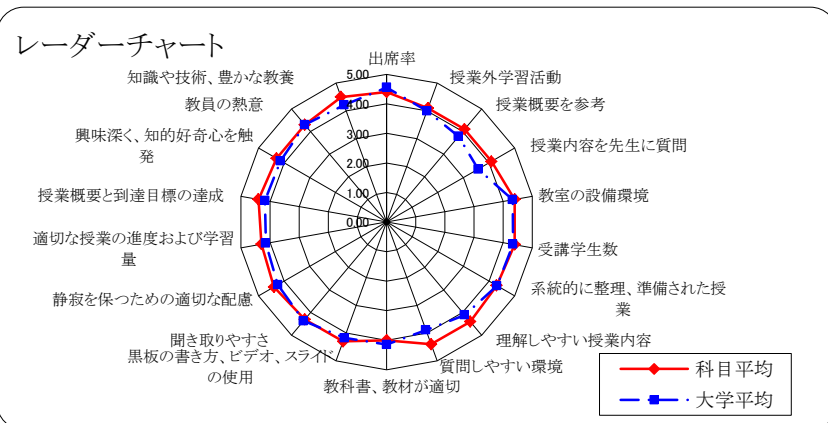 レーダーチャート
出席率
授業外学習活動
授業概要を参考
授業内容を先生に質問
教室の設備環境
受講学生数
系統的に整理、準備された授
業
理解しやすい授業内容
質問しやすい環境
教科書、教材が適切
黒板の書き方、ビデオ、スライド
の使用
聞き取りやすさ
静寂を保つための適切な配慮
適切な授業の進度および学習
量
授業概要と到達目標の達成
興味深く、知的好奇心を触
発
教員の熱意
知識や技術、豊かな教養
5.00
4.00
3.00
2.00
1.00
0.00
科目平均
大学平均